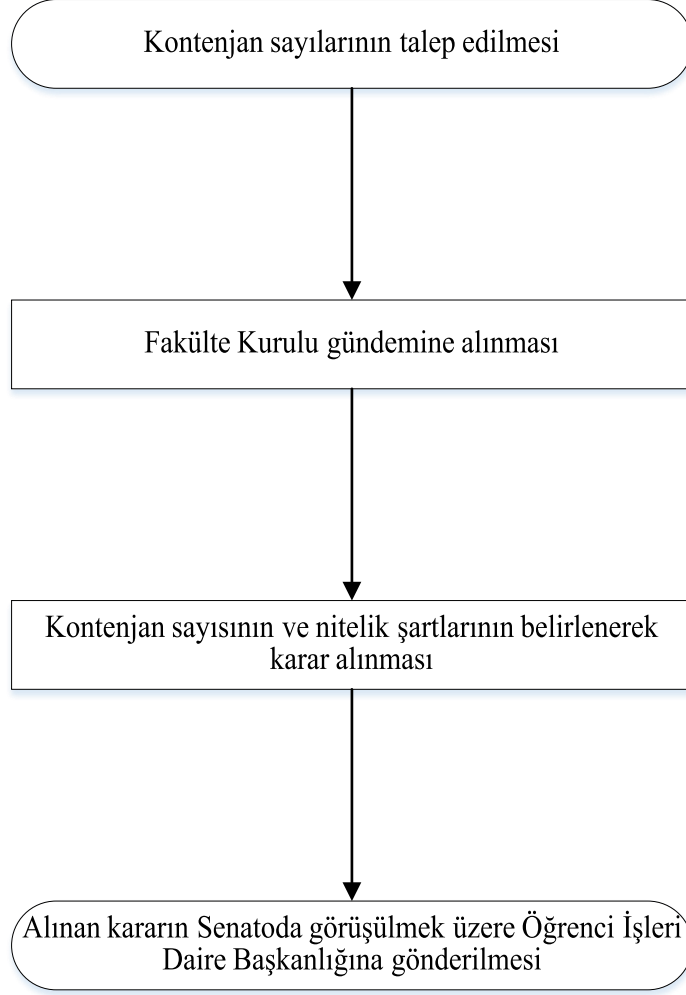 Kontenjan sayılarının talep edilmesi
Fakülte Kurulu gündemine alınması
Kontenjan sayısının ve nitelik şartlarının belirlenerek
karar alınması
Alınan kararın Senatoda görüşülmek üzere Öğrenci İşleri
Daire Başkanlığına gönderilmesi